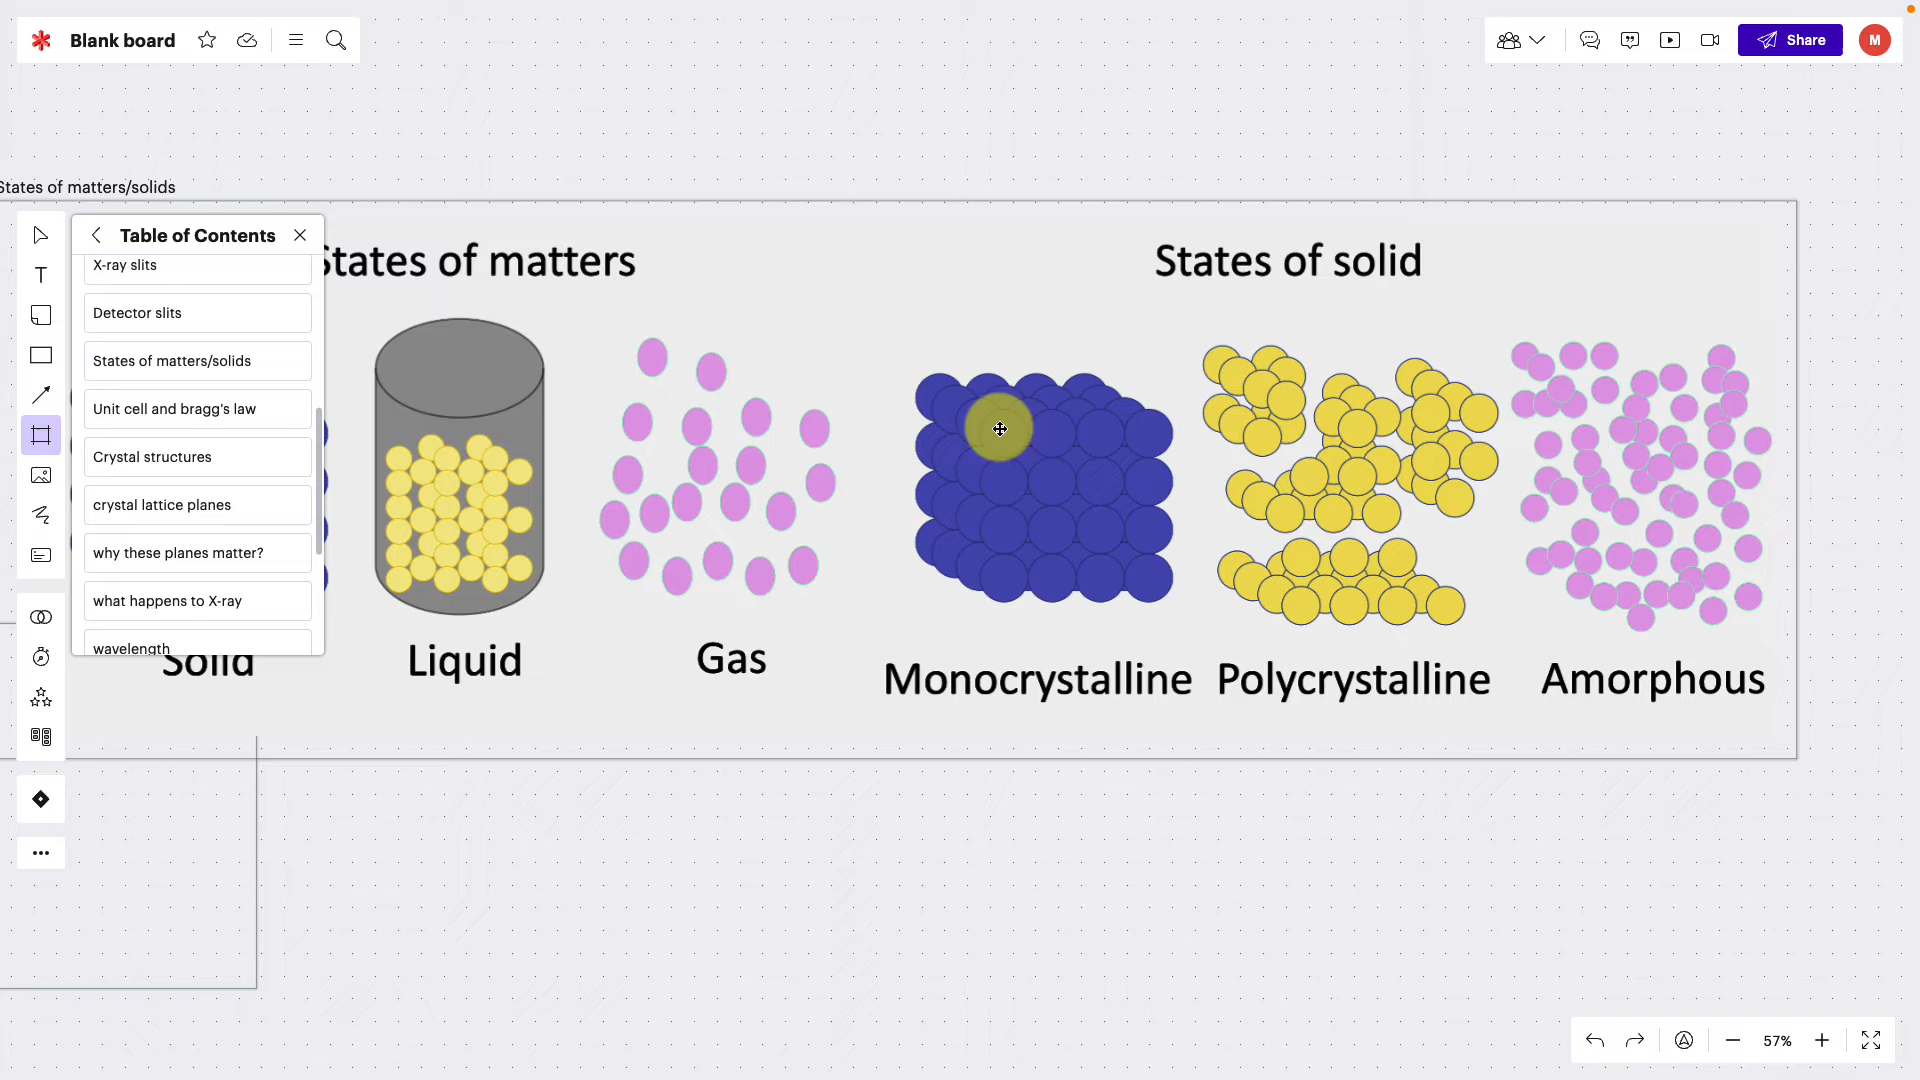 Blank board
Share
M
States of matters/solids
Table of Contents
X-ray slits
Detector slits
States of matters/solids
Unit cell and bragg's law
Crystal structures
crystal lattice planes
why these planes matter?
what happens to X-ray
wavelength
States of matters
States of solid
Solid
Liquid
Gas
Monocrystalline
Polycrystalline
Amorphous
57%